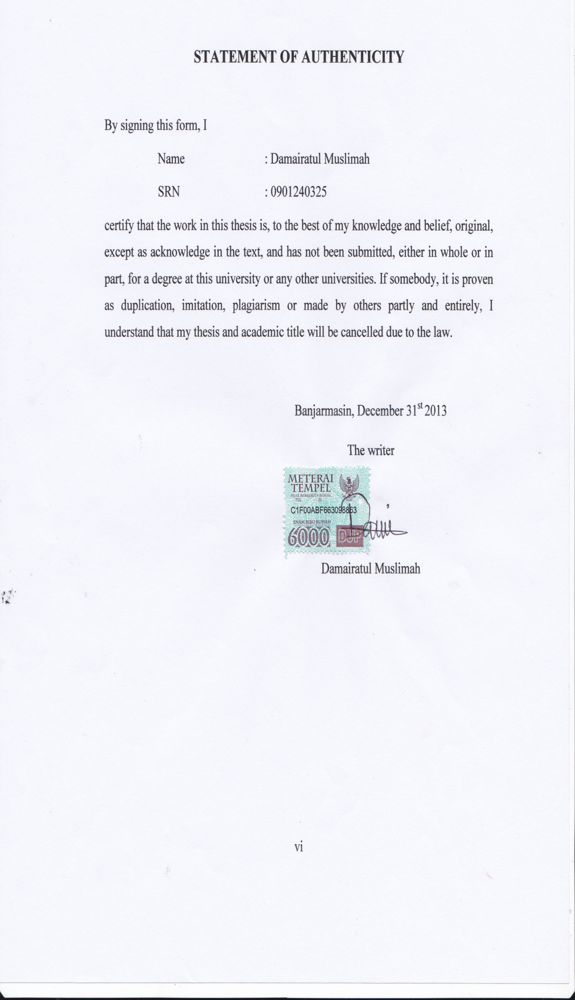 STATEMENT OF AUTHENTICITY
By signing this form, I
Name : Damairatul Muslimah
SRN : 0901240325
certify that the work in this thesis is, to the best of my knowledge and belief, original,
except as acknowledge in the text, and has not been submitted, either in whole or in
part, for a degree at this university or any other universities. If somebody, it is proven
as duplication, imitation, plagiarism or made by others partly and entirely, I
understand that my thesis and academic title will be cancelled due to the law.
Banjarmasin, December 31st 2013
The writer
METERAI
TEMPEL
PAJAK MEMBANGUN BANGSA
TGL. 20
C1F00ABF663098863
ENAM RIBU RUPIAH
6000 DJP
Damairatul Muslimah
vi